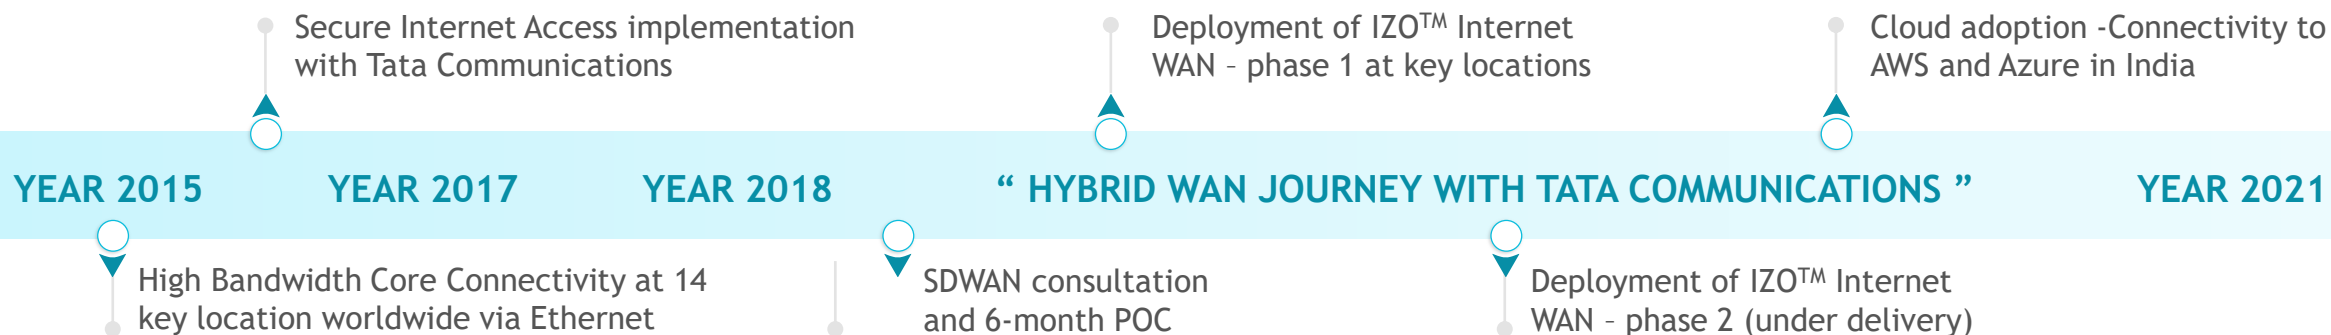 Secure Internet Access implementation
with Tata Communications
Deployment of IZO™ Internet
WAN – phase 1 at key locations
Cloud adoption -Connectivity to
AWS and Azure in India
YEAR 2015
YEAR 2017
YEAR 2018
“ HYBRID WAN JOURNEY WITH TATA COMMUNICATIONS ”
YEAR 2021
High Bandwidth Core Connectivity at 14
key location worldwide via Ethernet
SDWAN consultation
and 6-month POC
Deployment of IZO™ Internet
WAN – phase 2 (under delivery)